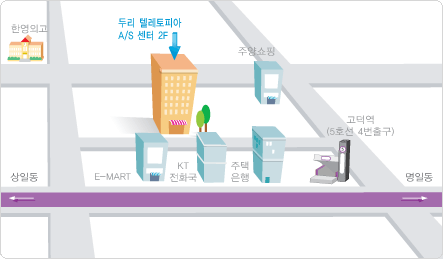 두리 텔레토피아
A/S 센터 2F
한영외고
주양쇼핑
고덕역
(5호선 4번출구)
상일동
E-MART
KT
전화국
주택
은행
명일동